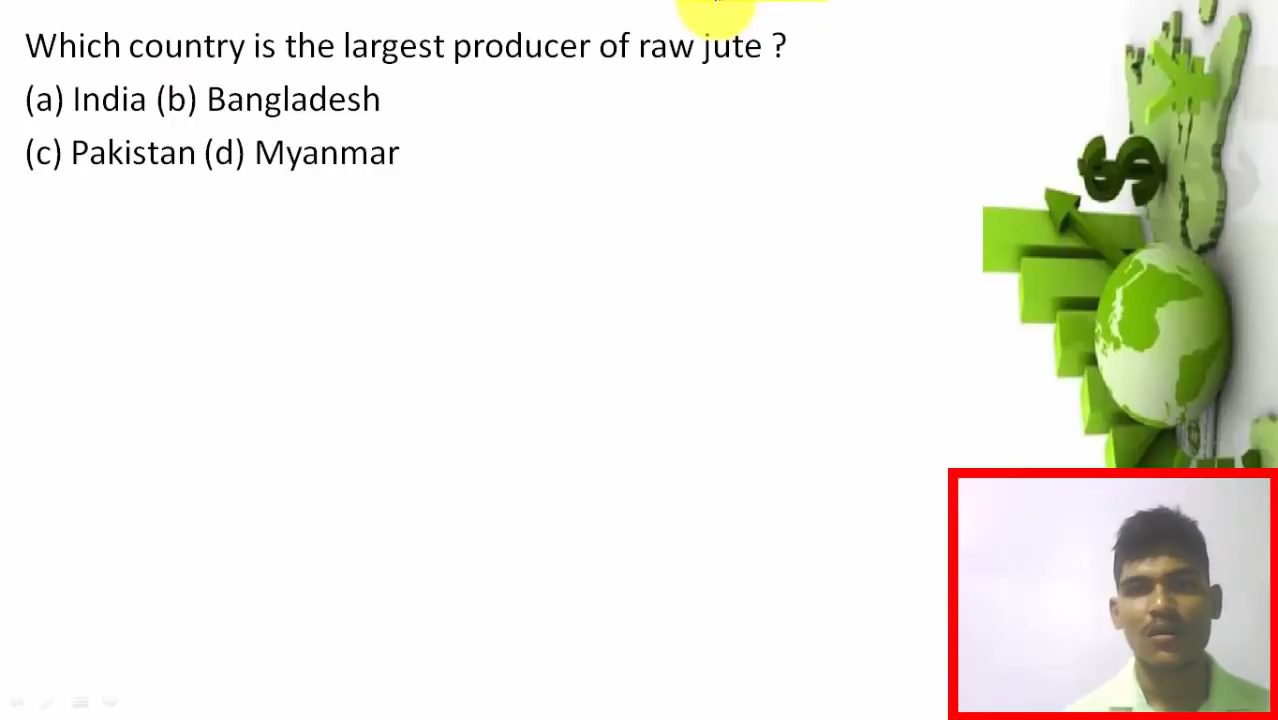 Which country is the largest producer of raw jute ?
(a) India (b) Bangladesh
(c) Pakistan (d) Myanmar